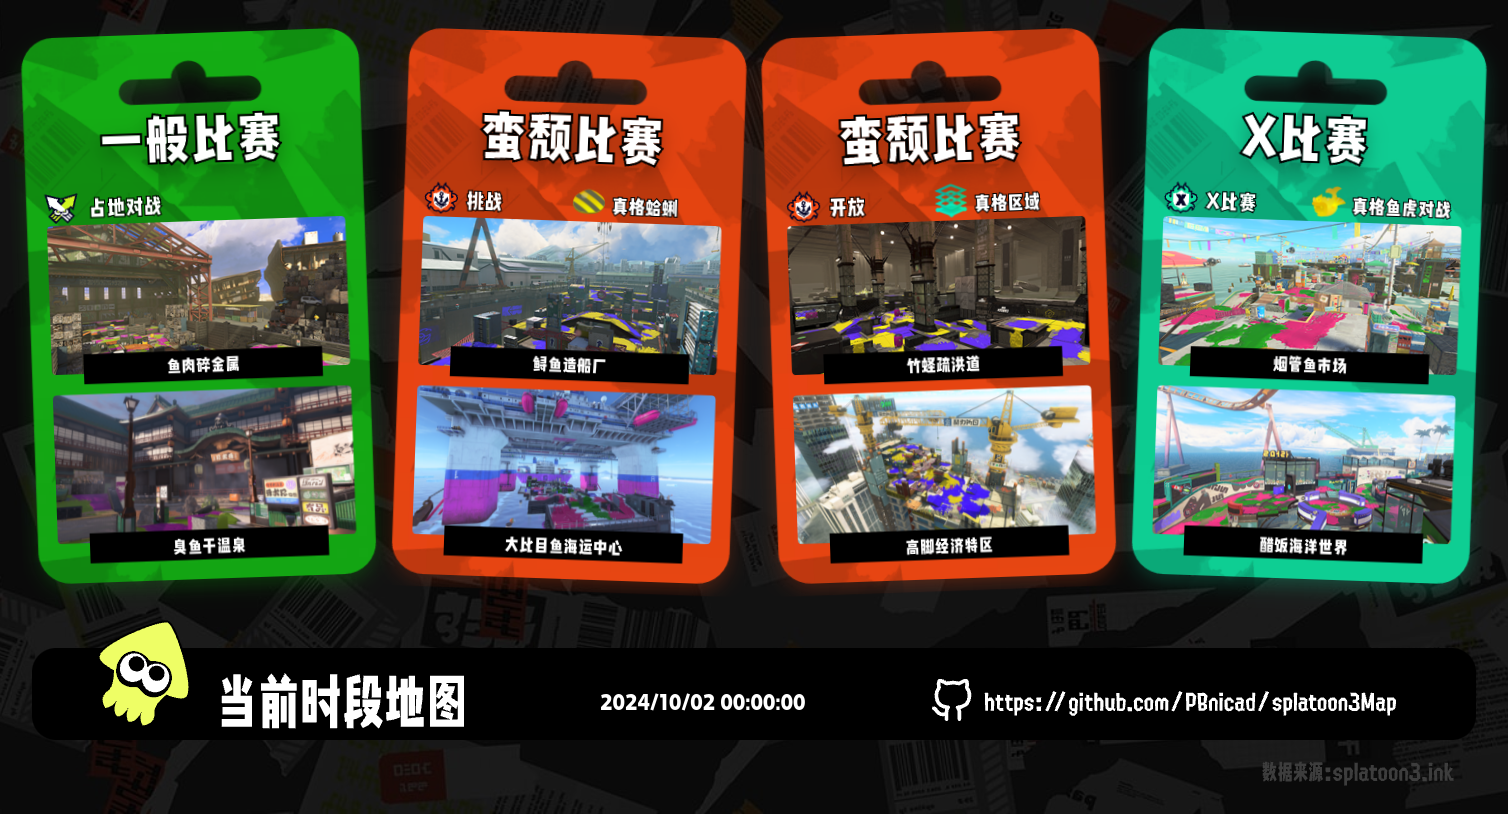 一般比赛
占地对战
鱼肉碎金属
臭鱼干温泉
蛮颓比赛
挑战
真格蛤蜊
鲟鱼造船厂
大比目鱼海运中心
蛮颓比赛
开放
真格区域
竹蛏疏洪道
高脚经济特区
X比赛
X比赛
真格鱼虎对战
烟管鱼市场
醋饭海洋世界
当前时段地图
2024/10/02 00:00:00
https://github.com/PBnicad/splatoon3Map
数据来源:splatoon3.ink